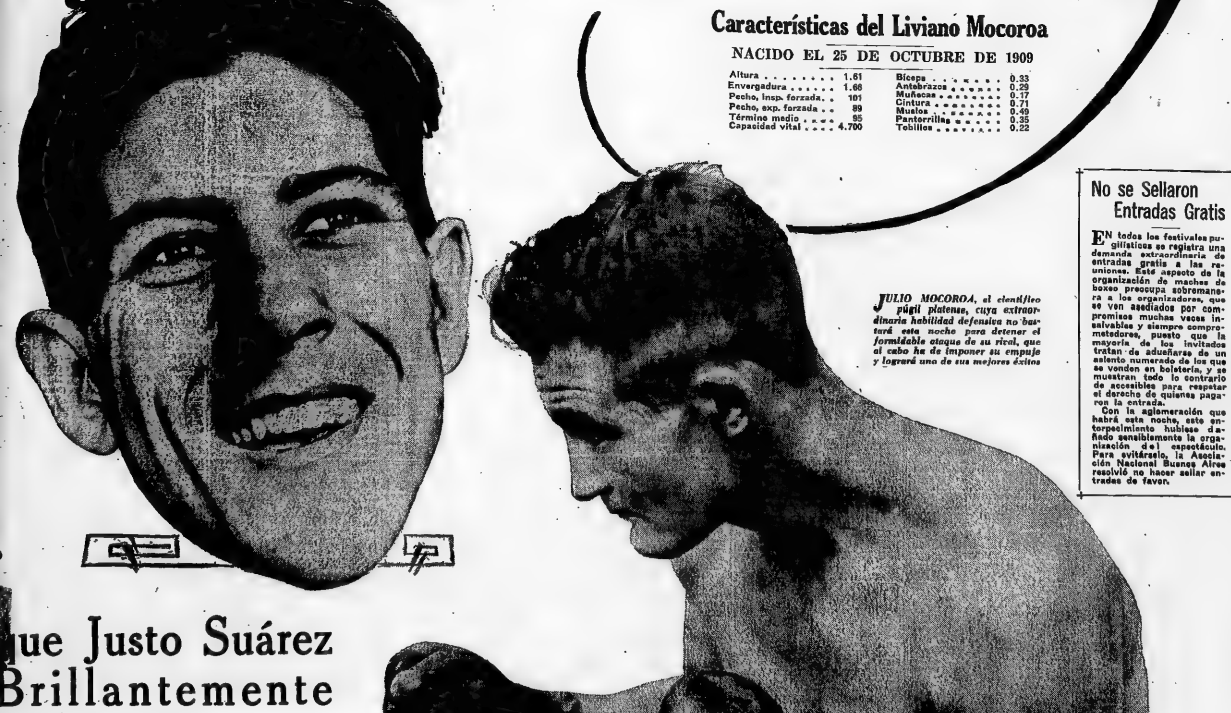 Características del Liviano Mocoroa
NACIDO EL 25 DE OCTUBRE DE 1909
Altura . . . . . . . . 1.61
Envergadura . . . . . 1.66
Pecho, insp. forzada. . 101
Pecho, exp. forzada . . 89
Término medio . . . . 95
Capacidad vital . . . . 4.700
Bíceps . . . . . . . . 0.33
Antebrazos . . . . . . 0.29
Muñecas . . . . . . . 0.17
Cintura . . . . . . . 0.71
Muslos . . . . . . . . 0.49
Pantorrillas . . . . . 0.35
Tobillos . . . . . . . 0.22
No se Sellaron
Entradas Gratis
EN todos los festivales pu-
gilísticos se registra una
demanda extraordinaria de
entradas gratis a las re-
uniones. Este aspecto de la
organización de maches de
boxeo preocupa sobremane-
ra a los organizadores, que
se ven asediados por com-
promisos muchas veces in-
salvables y siempre compro-
metedores, puesto que la
mayoría de los invitados
tratan de adueñarse de un
asiento numerado de los que
se venden en boletería, y se
muestran todo lo contrario
de accesibles para respetar
el derecho de quienes paga-
ron la entrada.
Con la aglomeración que
habrá esta noche, este en-
torpecimiento hubiese da-
ñado sensiblemente la orga-
nización del espectáculo.
Para evitárselo, la Asocia-
ción Nacional Buenos Aires
resolvió no hacer sellar en-
tradas de favor.
JULIO MOCOROA, el científico
púgil platense, cuya extraor-
dinaria habilidad defensiva no bas-
tará esta noche para detener el
formidable ataque de su rival, que
al cabo ha de imponer su empuje
y logrará uno de sus mejores éxitos
ue Justo Suárez
Brillantemente